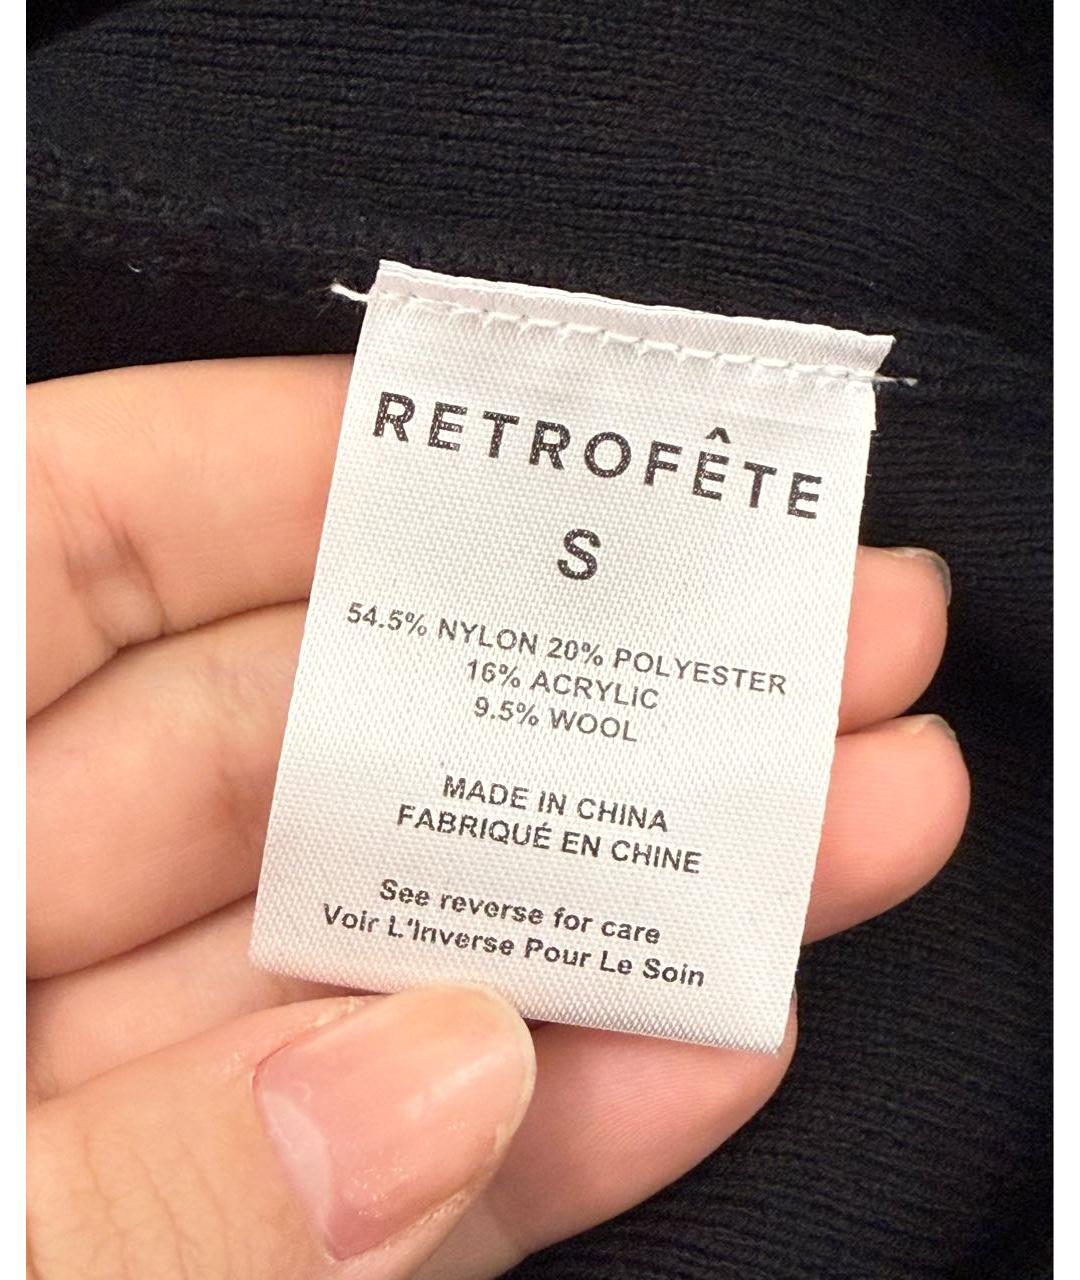 RETROFÊTE
S
54.5% NYLON 20% POLYESTER
16% ACRYLIC
9.5% WOOL
MADE IN CHINA
FABRIQUÉ EN CHINE
See reverse for care
Voir L'Inverse Pour Le Soin